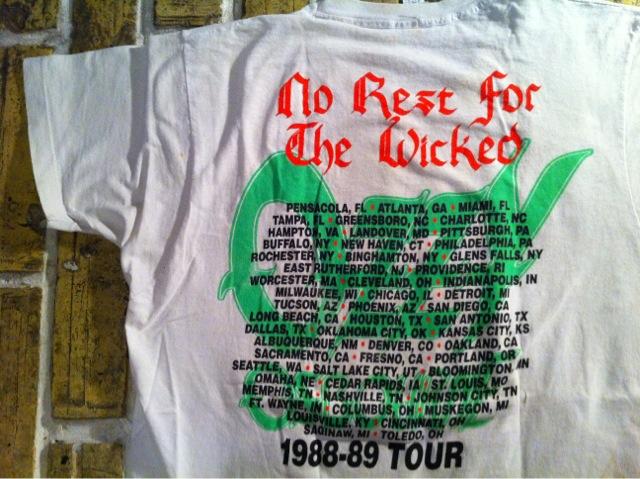 No Rest for
The Wicked
OZZY
PENSACOLA, FL • ATLANTA, GA • MIAMI, FL
TAMPA, FL • GREENSBORO, NC • CHARLOTTE, NC
HAMPTON, VA • LANDOVER, MD • PITTSBURGH, PA
BUFFALO, NY • NEW HAVEN, CT • PHILADELPHIA, PA
ROCHESTER, NY • BINGHAMTON, NY • GLENS FALLS, NY
EAST RUTHERFORD, NJ • PROVIDENCE, RI
WORCESTER, MA • CLEVELAND, OH • INDIANAPOLIS, IN
MILWAUKEE, WI • CHICAGO, IL • DETROIT, MI
TUCSON, AZ • PHOENIX, AZ • SAN DIEGO, CA
LONG BEACH, CA • HOUSTON, TX • SAN ANTONIO, TX
DALLAS, TX • OKLAHOMA CITY, OK • KANSAS CITY, KS
ALBUQUERQUE, NM • DENVER, CO • OAKLAND, CA
SACRAMENTO, CA • FRESNO, CA • PORTLAND, OR
SEATTLE, WA • SALT LAKE CITY, UT • BLOOMINGTON, MN
OMAHA, NE • CEDAR RAPIDS, IA • ST. LOUIS, MO
MEMPHIS, TN • NASHVILLE, TN • JOHNSON CITY, TN
FT. WAYNE, IN • COLUMBUS, OH • MUSKEGON, MI
LOUISVILLE, KY • CINCINNATI, OH
SAGINAW, MI • TOLEDO, OH
1988-89 TOUR